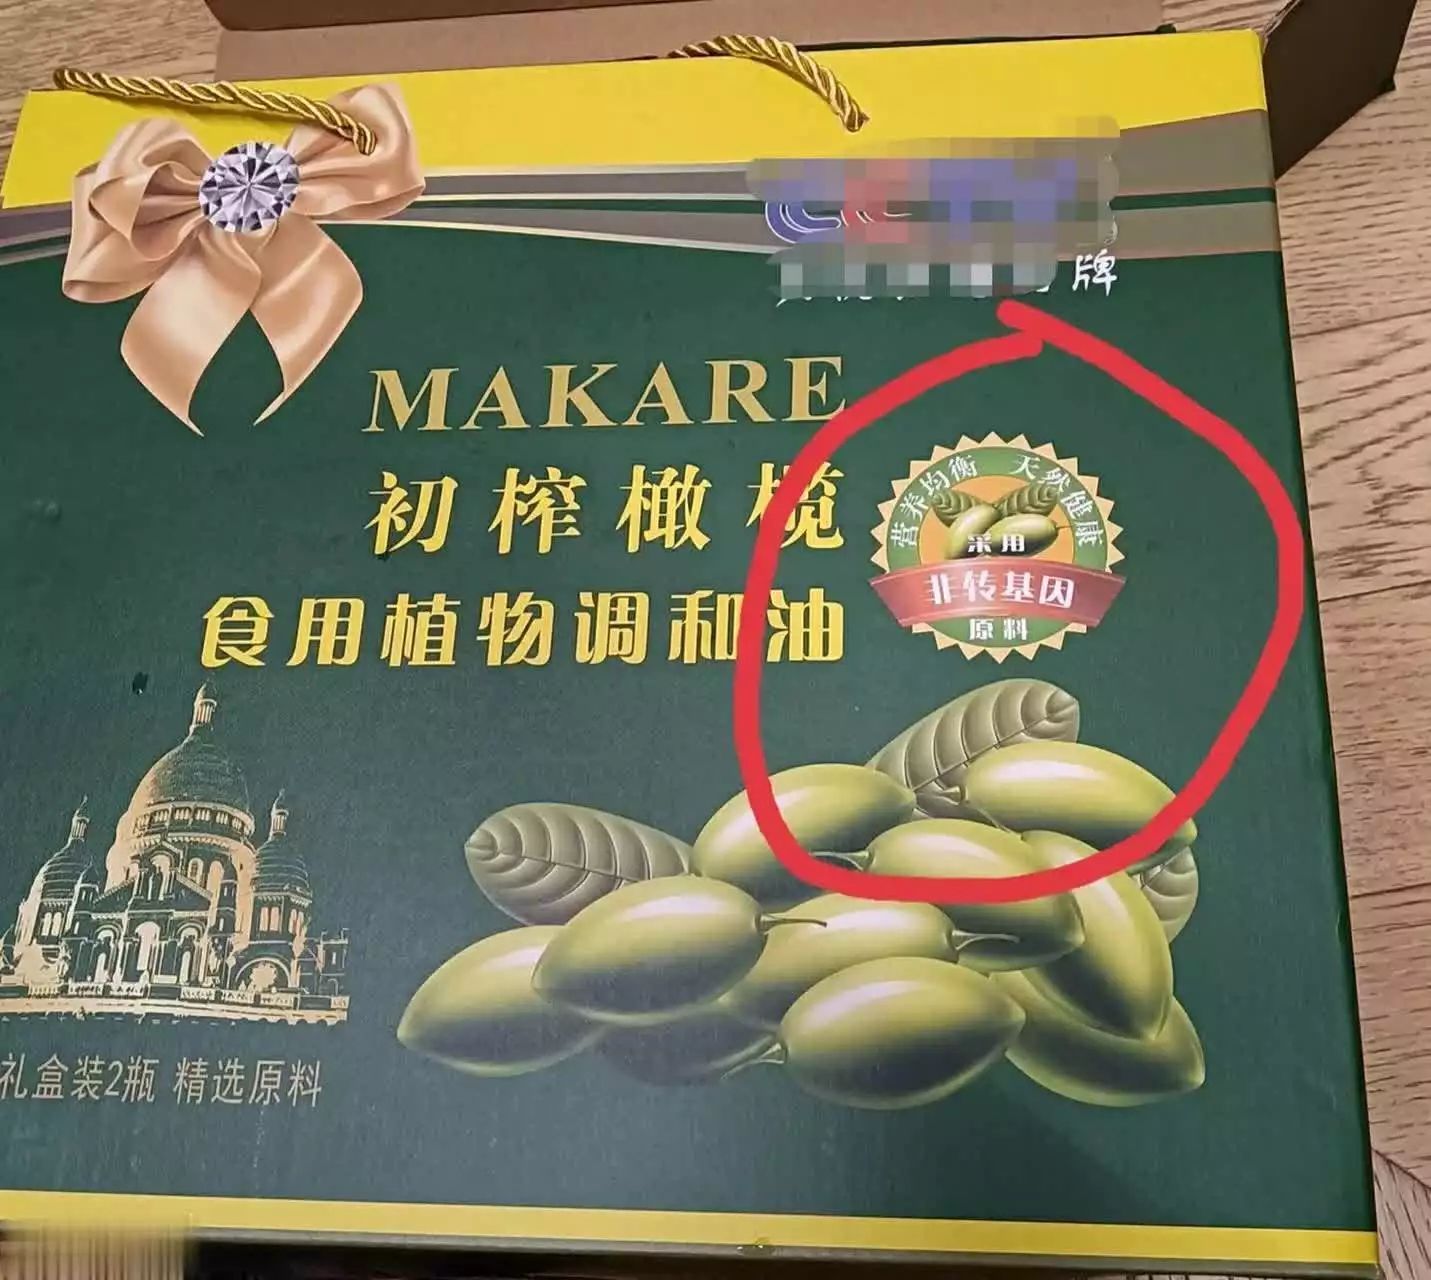 牌
MAKARE
初榨橄榄
食用植物调和油
营养均衡 天然健康
采用
非转基因
原料
礼盒装2瓶 精选原料